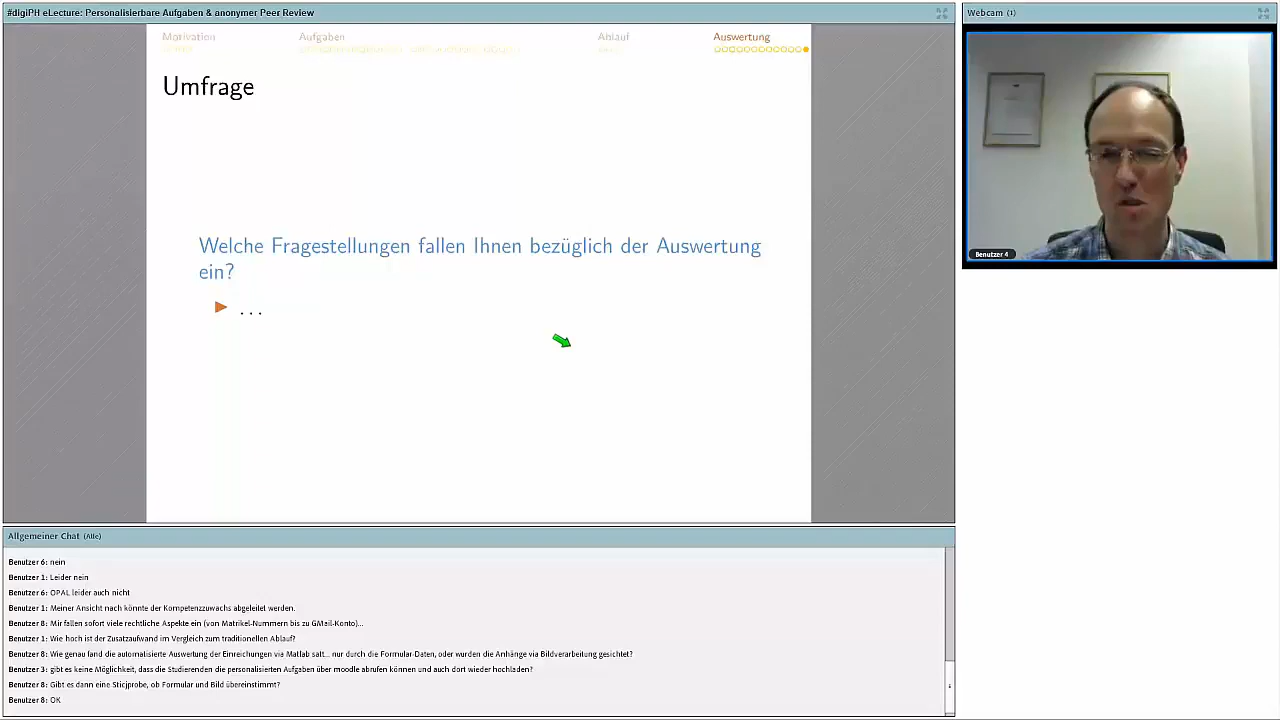 #digiPH eLecture: Personalisierbare Aufgaben & anonymer Peer Review
Webcam (1)
Motivation Aufgaben Ablauf Auswertung
Umfrage
Welche Fragestellungen fallen Ihnen bezüglich der Auswertung
ein?
...
Benutzer 4
Allgemeiner Chat (Alle)
Benutzer 6: nein
Benutzer 1: Leider nein
Benutzer 6: OPAL leider auch nicht
Benutzer 1: Meiner Ansicht nach könnte der Kompetenzzuwachs abgeleitet werden.
Benutzer 8: Mir fallen sofort viele rechtliche Aspekte ein (von Matrikel-Nummern bis zu GMail-Konto)...
Benutzer 1: Wie hoch ist der Zusatzaufwand im Vergleich zum traditionellen Ablauf?
Benutzer 8: Wie genau fand die automatisierte Auswertung der Einreichungen via Matlab satt... nur durch die Formular-Daten, oder wurden die Anhänge via Bildverarbeitung gesichtet?
Benutzer 3: gibt es keine Möglichkeit, dass die Studierenden die personalisierten Aufgaben über moodle abrufen können und auch dort wieder hochladen?
Benutzer 8: Gibt es dann eine Sticjprobe, ob Formular und Bild übereinstimmt?
Benutzer 8: OK